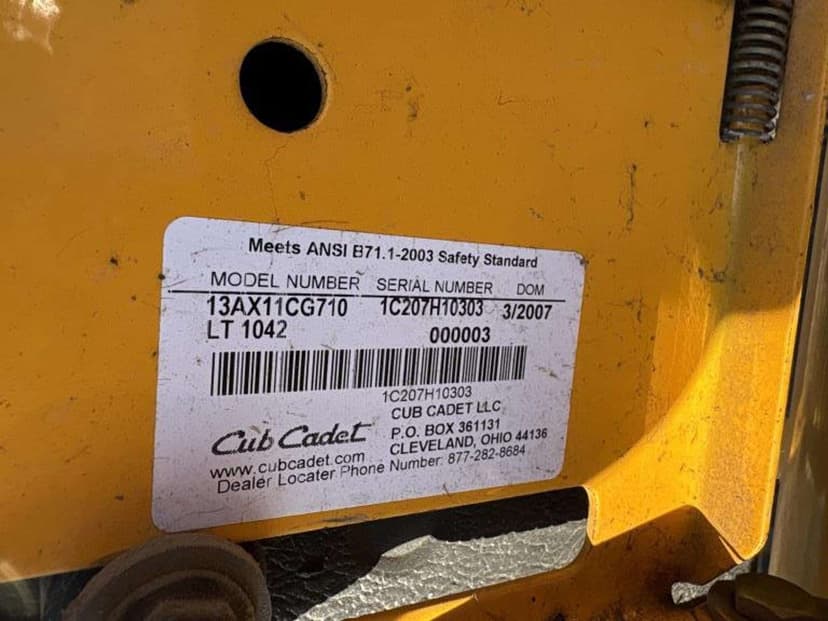 Meets ANSI B71.1-2003 Safety Standard
MODEL NUMBER SERIAL NUMBER DOM
13AX11CG710 1C207H10303 3/2007
LT 1042 000003
1C207H10303
CUB CADET LLC
P.O. BOX 361131
CLEVELAND, OHIO 44136
Cub Cadet
www.cubcadet.com
Dealer Locater Phone Number: 877-282-8684